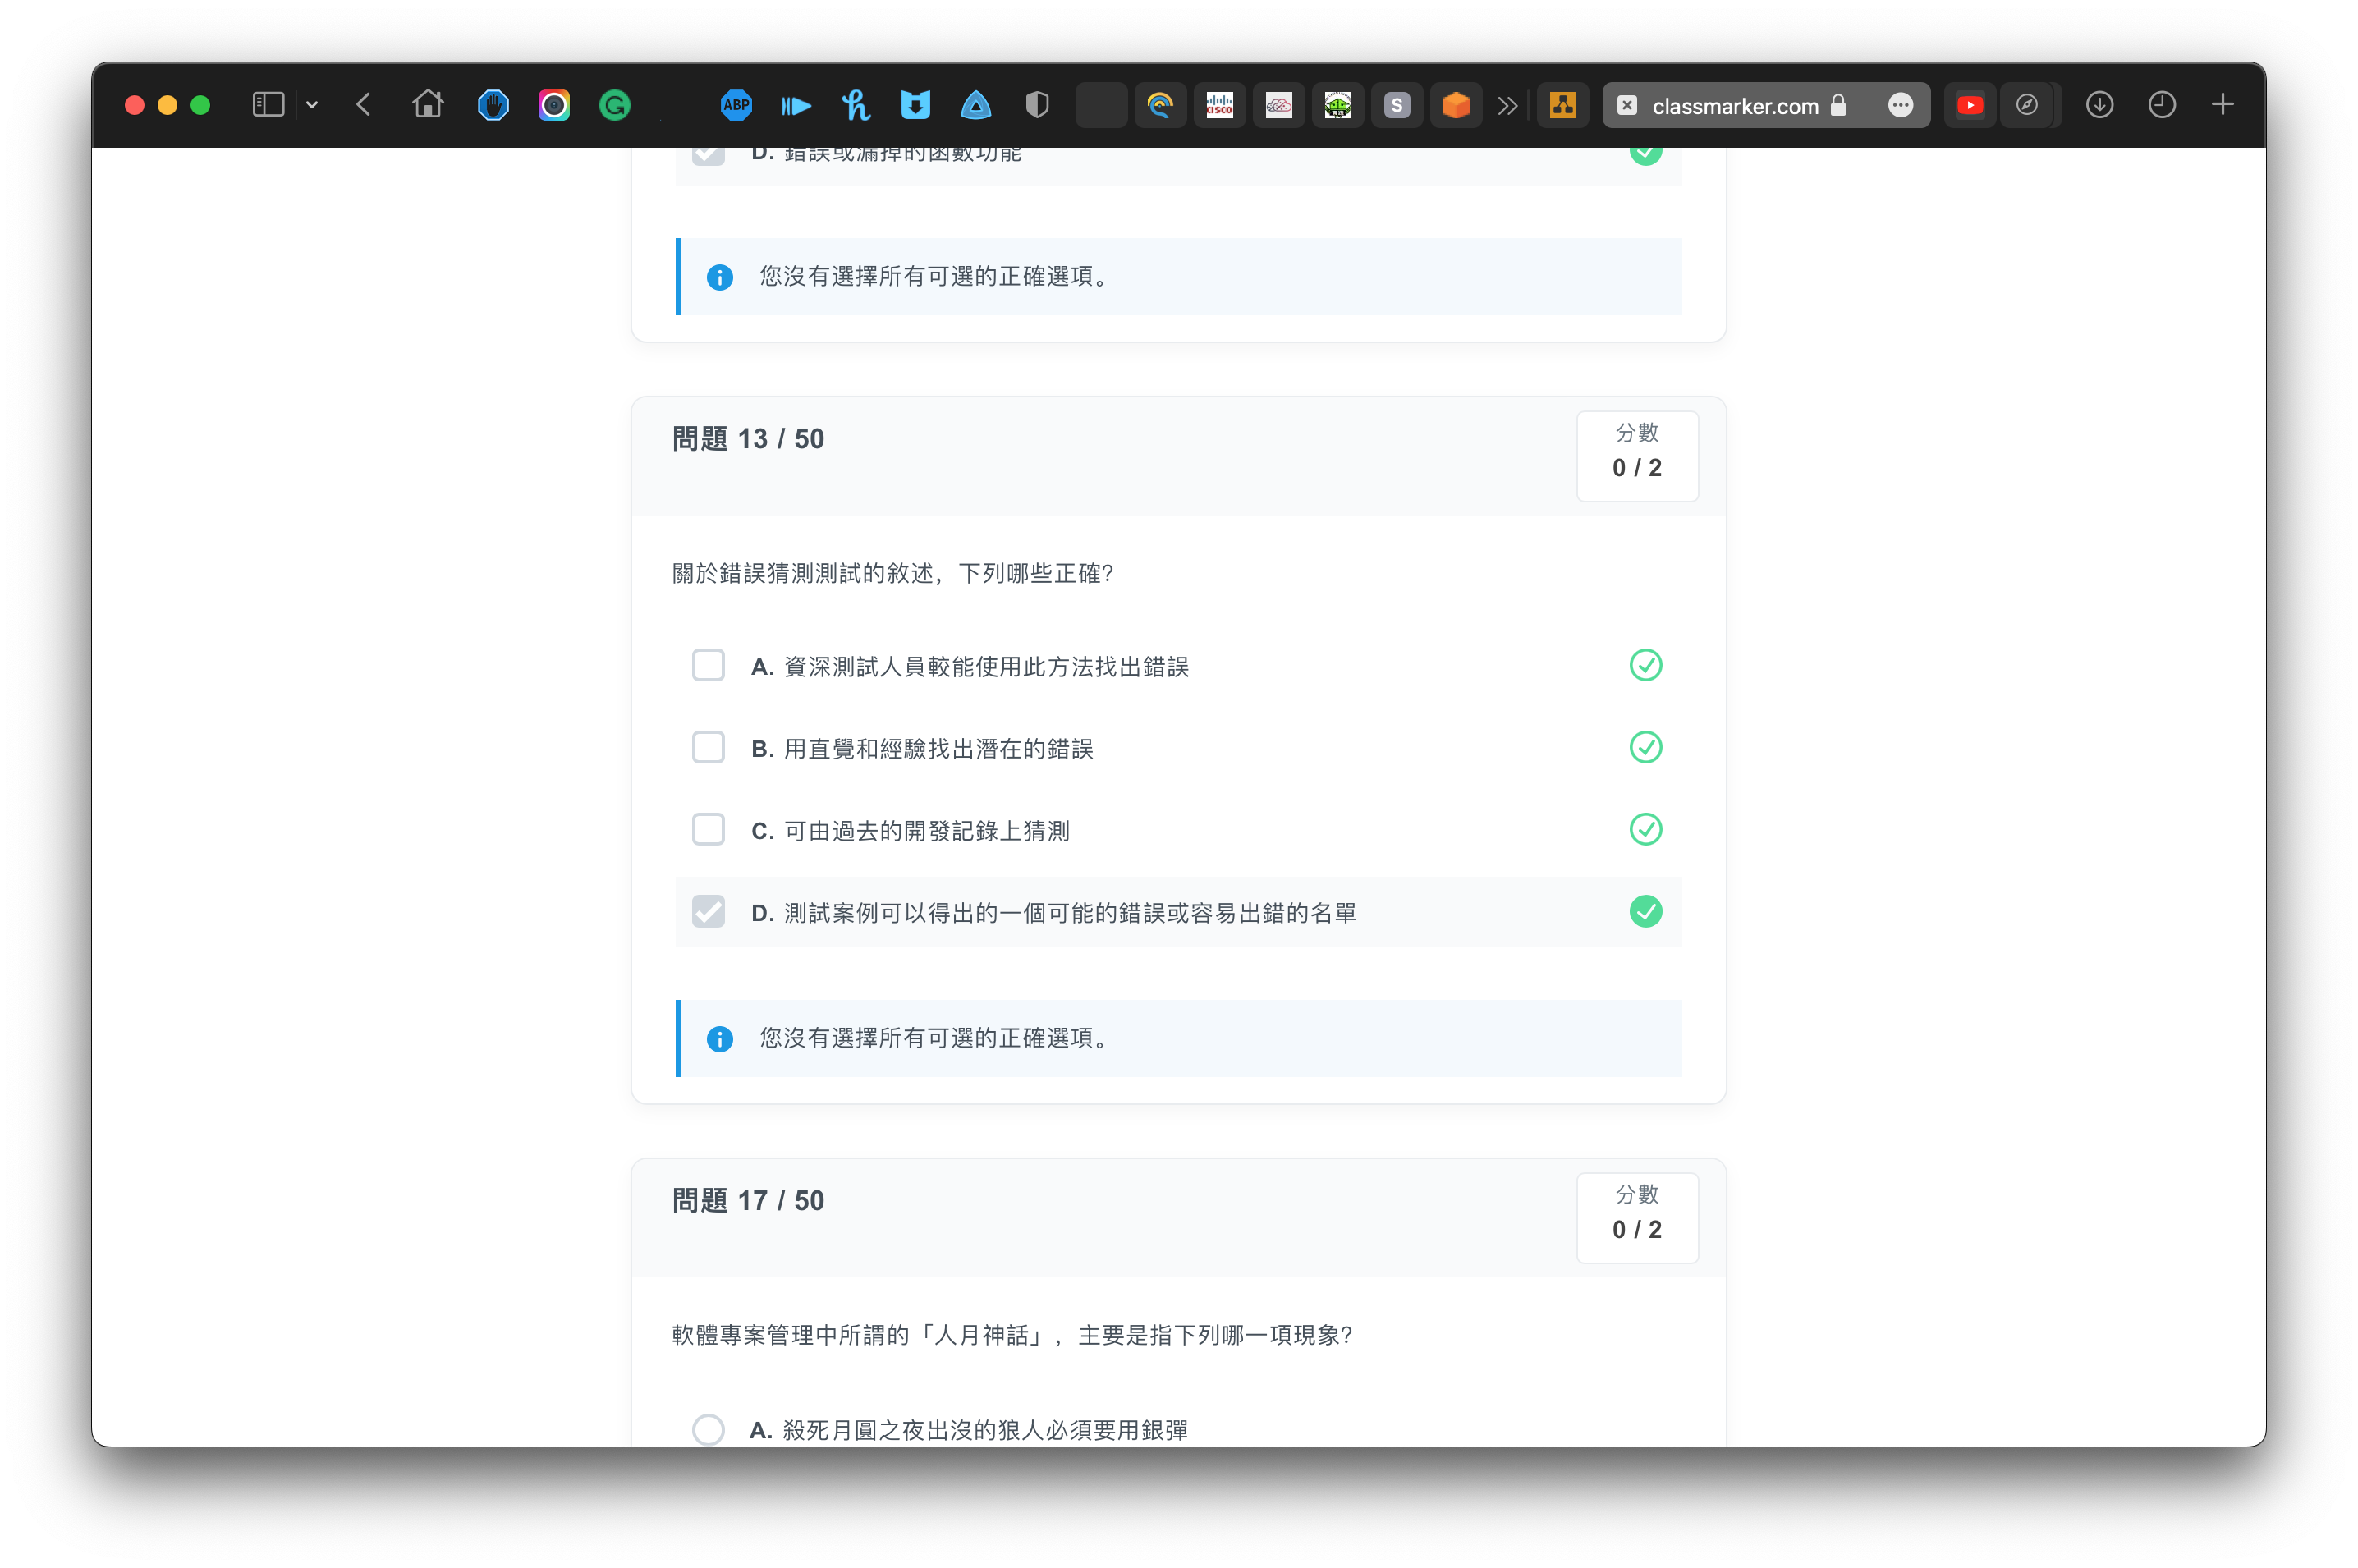 ABP
CISCO
S
classmarker.com
D. 錯誤或漏掉的函數功能
您沒有選擇所有可選的正確選項。
問題 13 / 50
分數
0 / 2
關於錯誤猜測測試的敘述，下列哪些正確?
A. 資深測試人員較能使用此方法找出錯誤
B. 用直覺和經驗找出潛在的錯誤
C. 可由過去的開發記錄上猜測
D. 測試案例可以得出的一個可能的錯誤或容易出錯的名單
您沒有選擇所有可選的正確選項。
問題 17 / 50
分數
0 / 2
軟體專案管理中所謂的「人月神話」，主要是指下列哪一項現象?
A. 殺死月圓之夜出沒的狼人必須要用銀彈